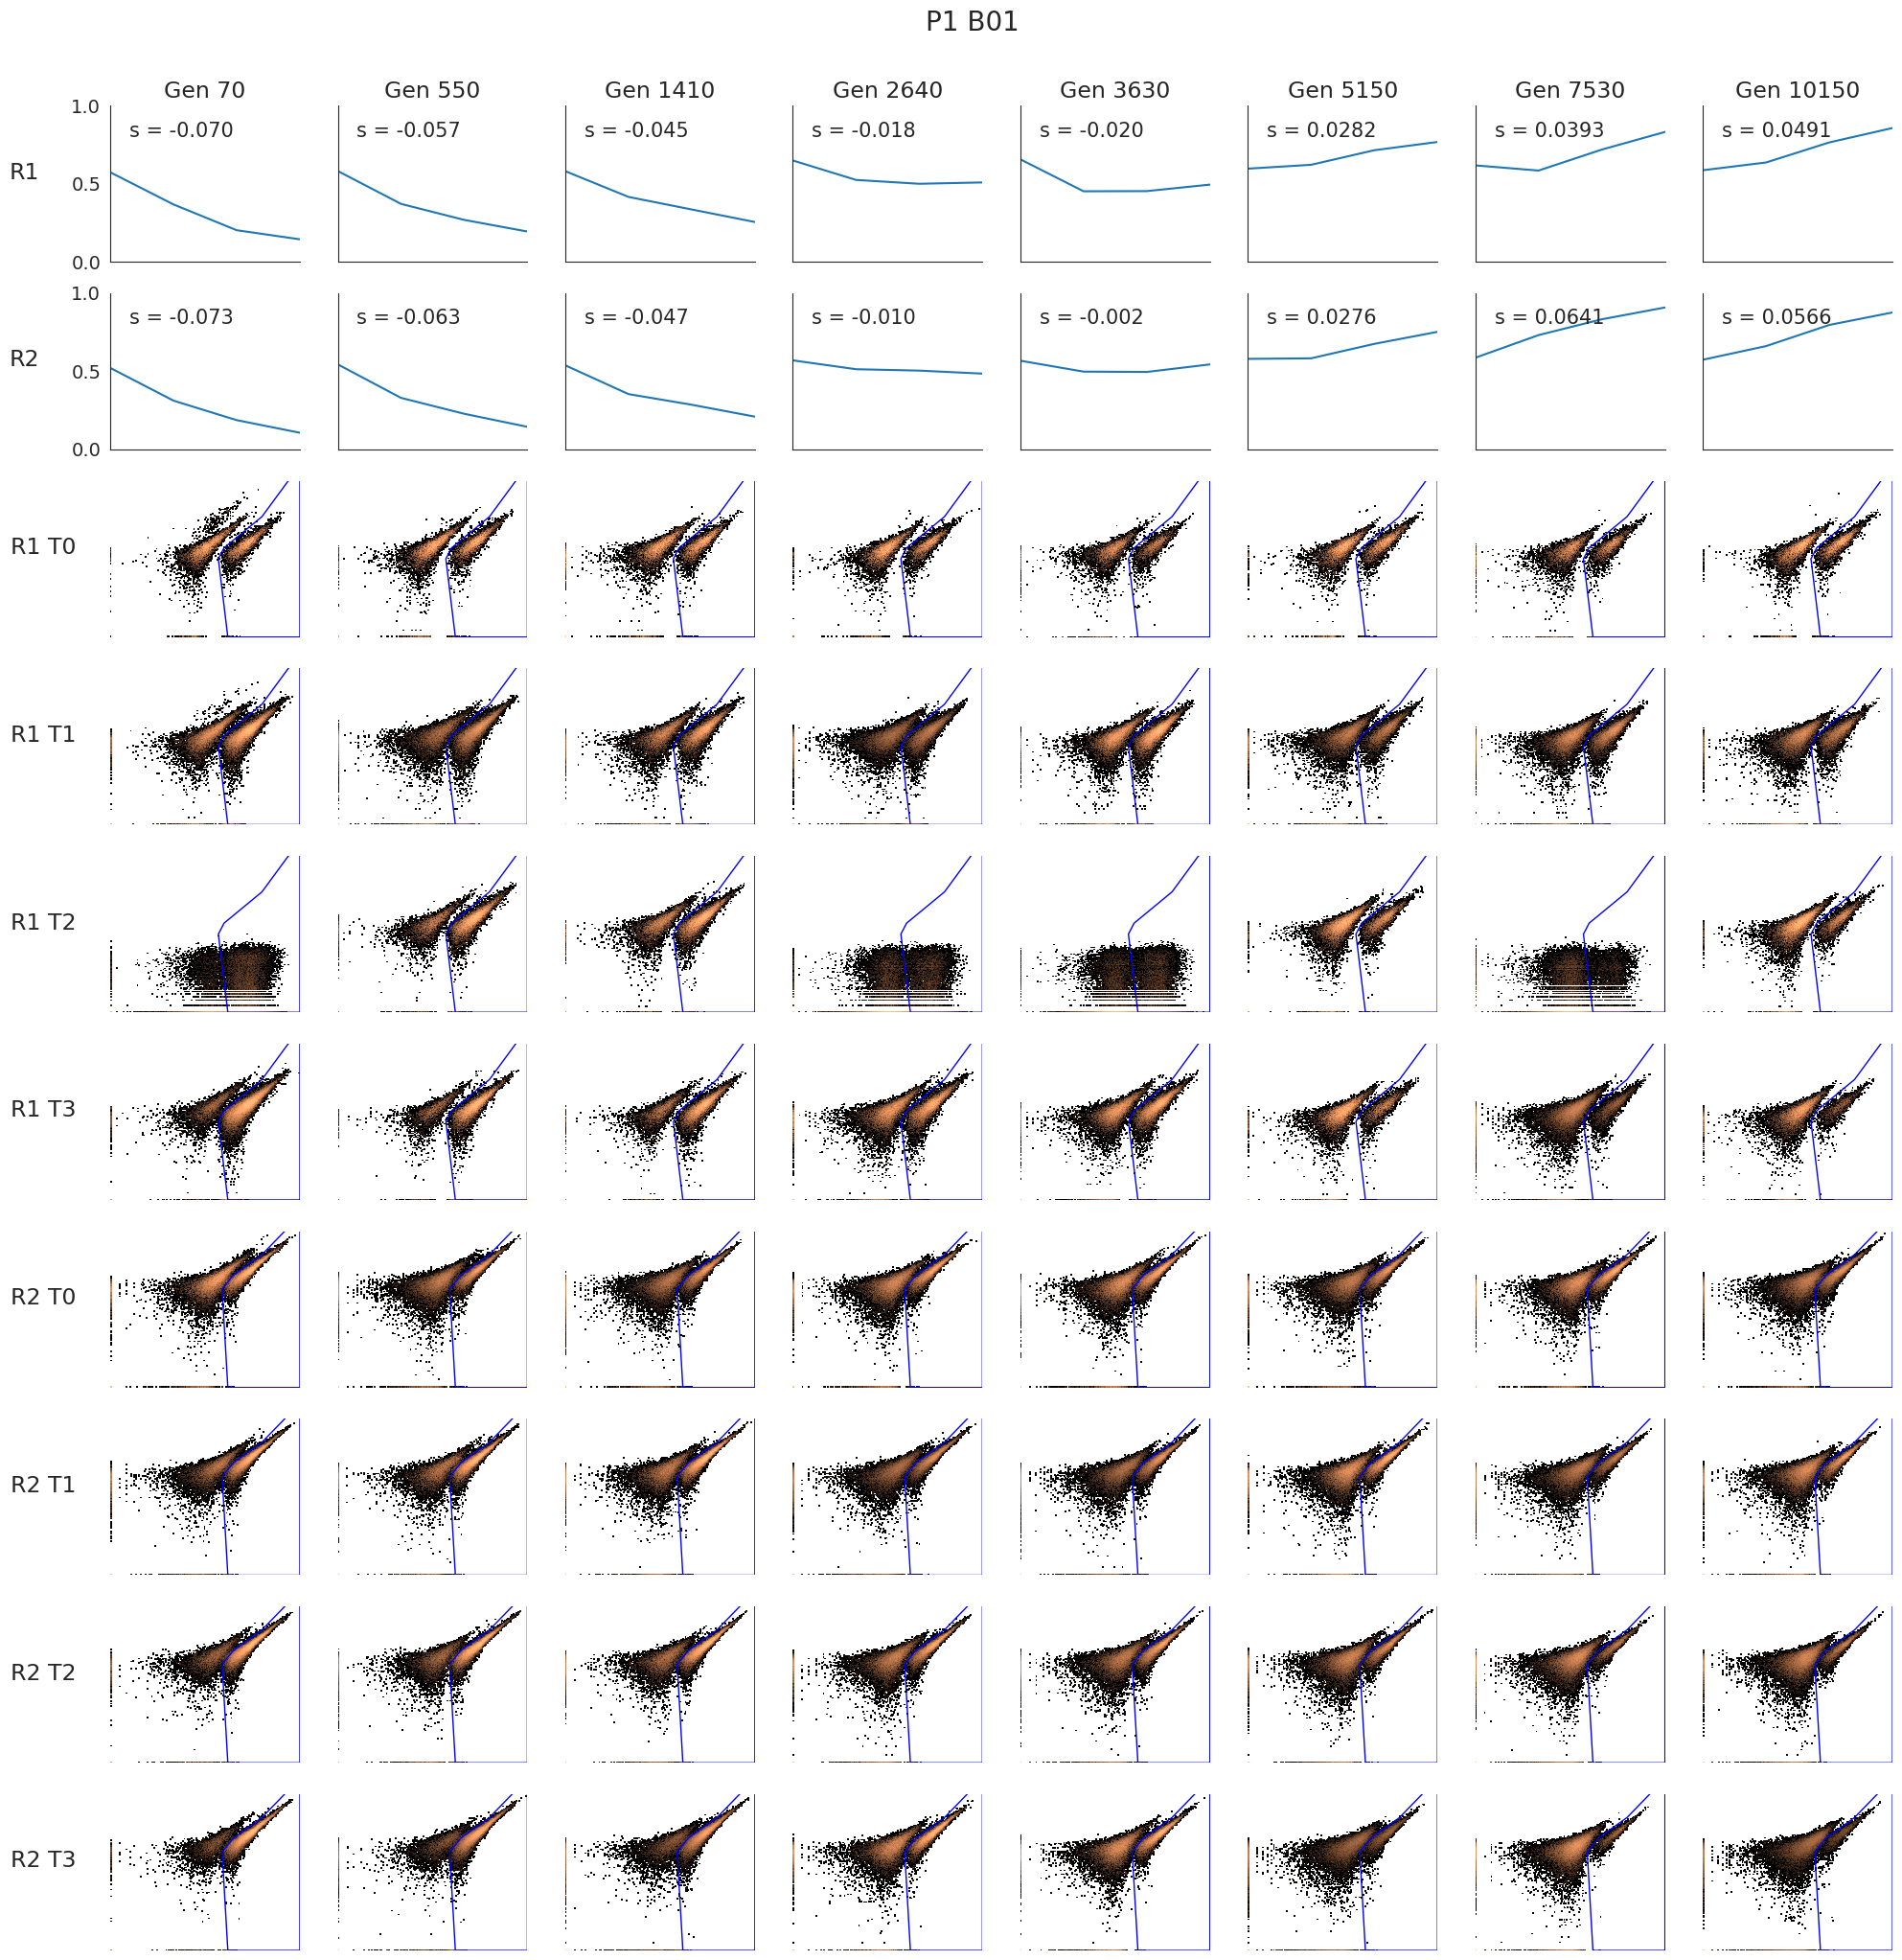 P1 B01
Gen 70 Gen 550 Gen 1410 Gen 2640 Gen 3630 Gen 5150 Gen 7530 Gen 10150
1.0
s = -0.070 s = -0.057 s = -0.045 s = -0.018 s = -0.020 s = 0.0282 s = 0.0393 s = 0.0491
R1
0.5
0.0
1.0
s = -0.073 s = -0.063 s = -0.047 s = -0.010 s = -0.002 s = 0.0276 s = 0.0641 s = 0.0566
R2
0.5
0.0
R1 T0
R1 T1
R1 T2
R1 T3
R2 T0
R2 T1
R2 T2
R2 T3